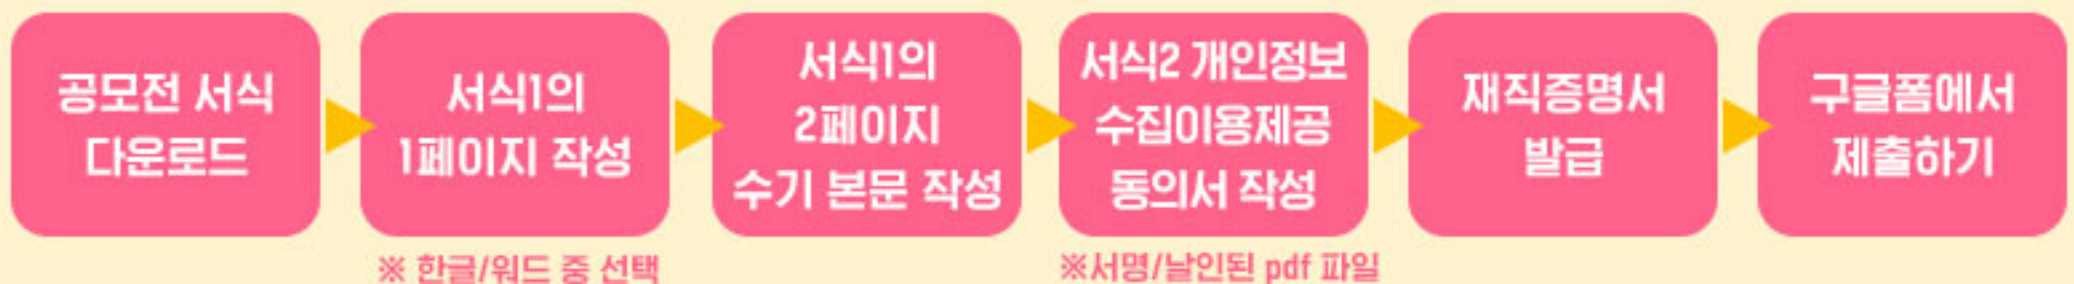 공모전 서식
다운로드
서식1의
1페이지 작성
※ 한글/워드 중 선택
서식1의
2페이지
수기 본문 작성
서식2 개인정보
수집이용제공
동의서 작성
※서명/날인된 pdf 파일
재직증명서
발급
구글폼에서
제출하기